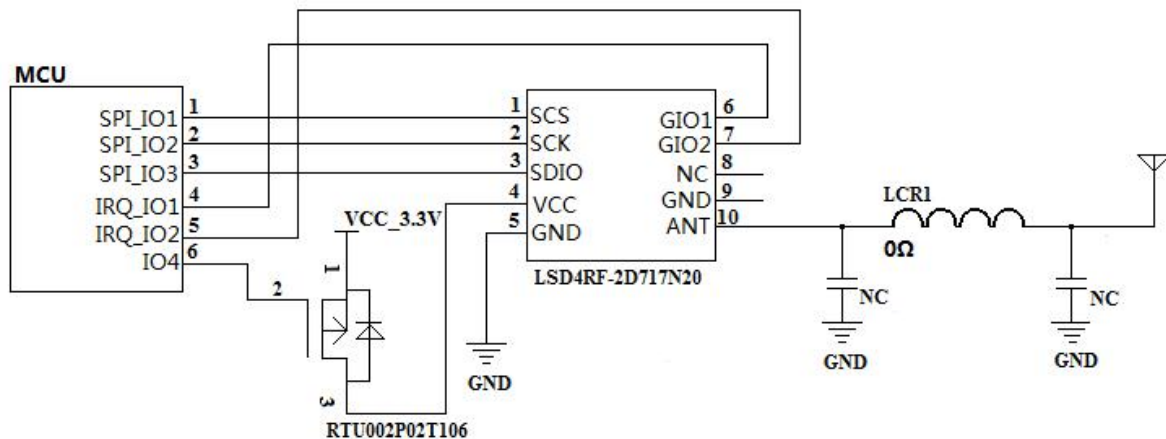 MCU
SPI_IO1
1
SPI_IO2
2
SPI_IO3
3
IRQ_IO1
4
IRQ_IO2
5
IO4
6
2
VCC_3.3V
1
3
RTU002P02T106
1
SCS
2
SCK
3
SDIO
4
VCC
5
GND
GIO1
6
GIO2
7
NC
8
GND
9
ANT
10
LSD4RF-2D717N20
GND
LCR1
0Ω
NC
GND
NC
GND